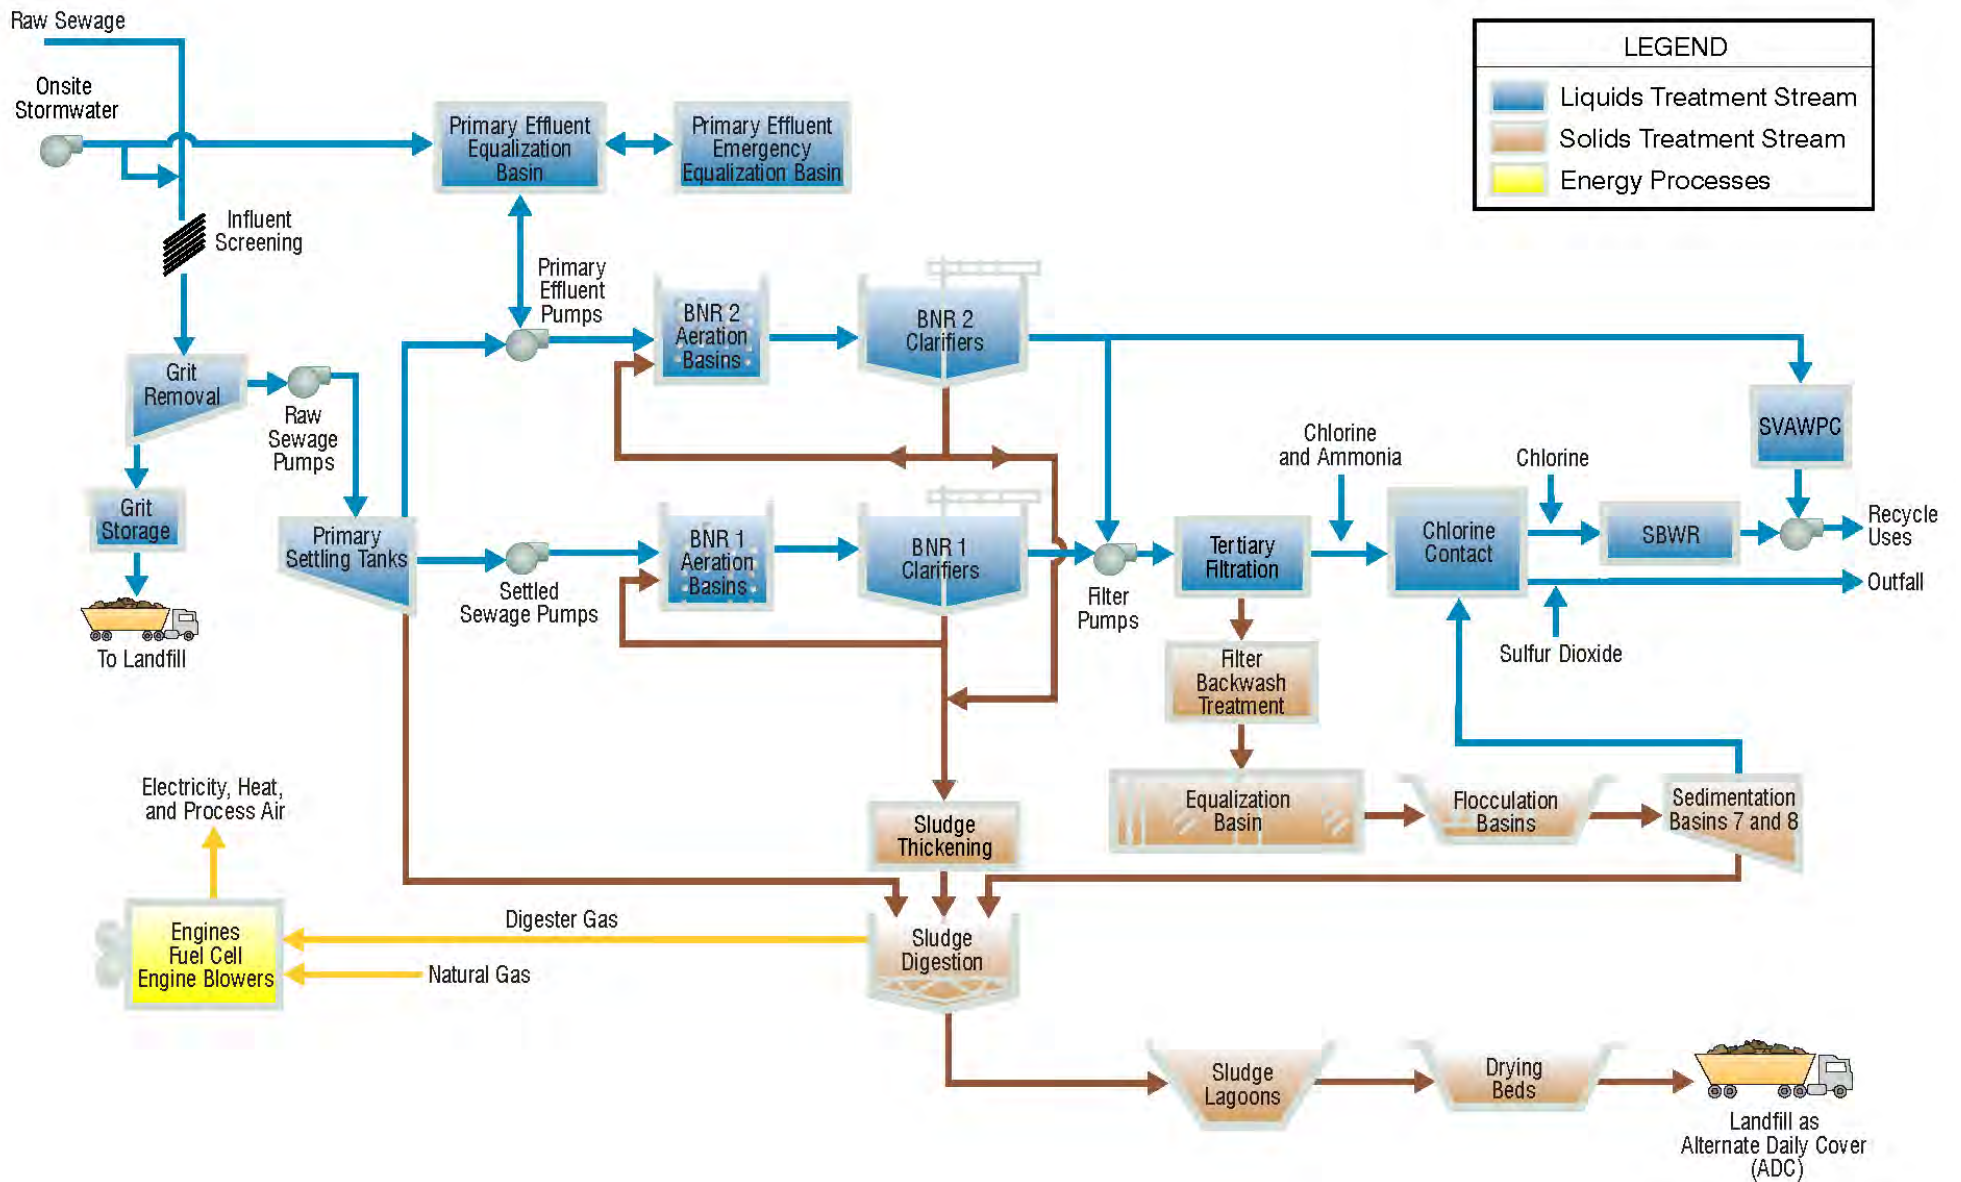 Raw Sewage
Onsite
Stormwater
LEGEND
Liquids Treatment Stream
Solids Treatment Stream
Energy Processes
Primary Effluent
Equalization
Basin
Primary Effluent
Emergency
Equalization Basin
Influent
Screening
Primary
Effluent
Pumps
BNR 2
Aeration
Basins
BNR 2
Clarifiers
Grit
Removal
Raw
Sewage
Pumps
SVAWPC
Chlorine
and Ammonia
Chlorine
Grit
Storage
Primary
Settling Tanks
Settled
Sewage Pumps
BNR 1
Aeration
Basins
BNR 1
Clarifiers
Filter
Pumps
Tertiary
Filtration
Chlorine
Contact
SBWR
Recycle
Uses
Outfall
Sulfur Dioxide
To Landfill
Filter
Backwash
Treatment
Electricity, Heat,
and Process Air
Sludge
Thickening
Equalization
Basin
Flocculation
Basins
Sedimentation
Basins 7 and 8
Engines
Fuel Cell
Engine Blowers
Digester Gas
Natural Gas
Sludge
Digestion
Sludge
Lagoons
Drying
Beds
Landfill as
Alternate Daily Cover
(ADC)